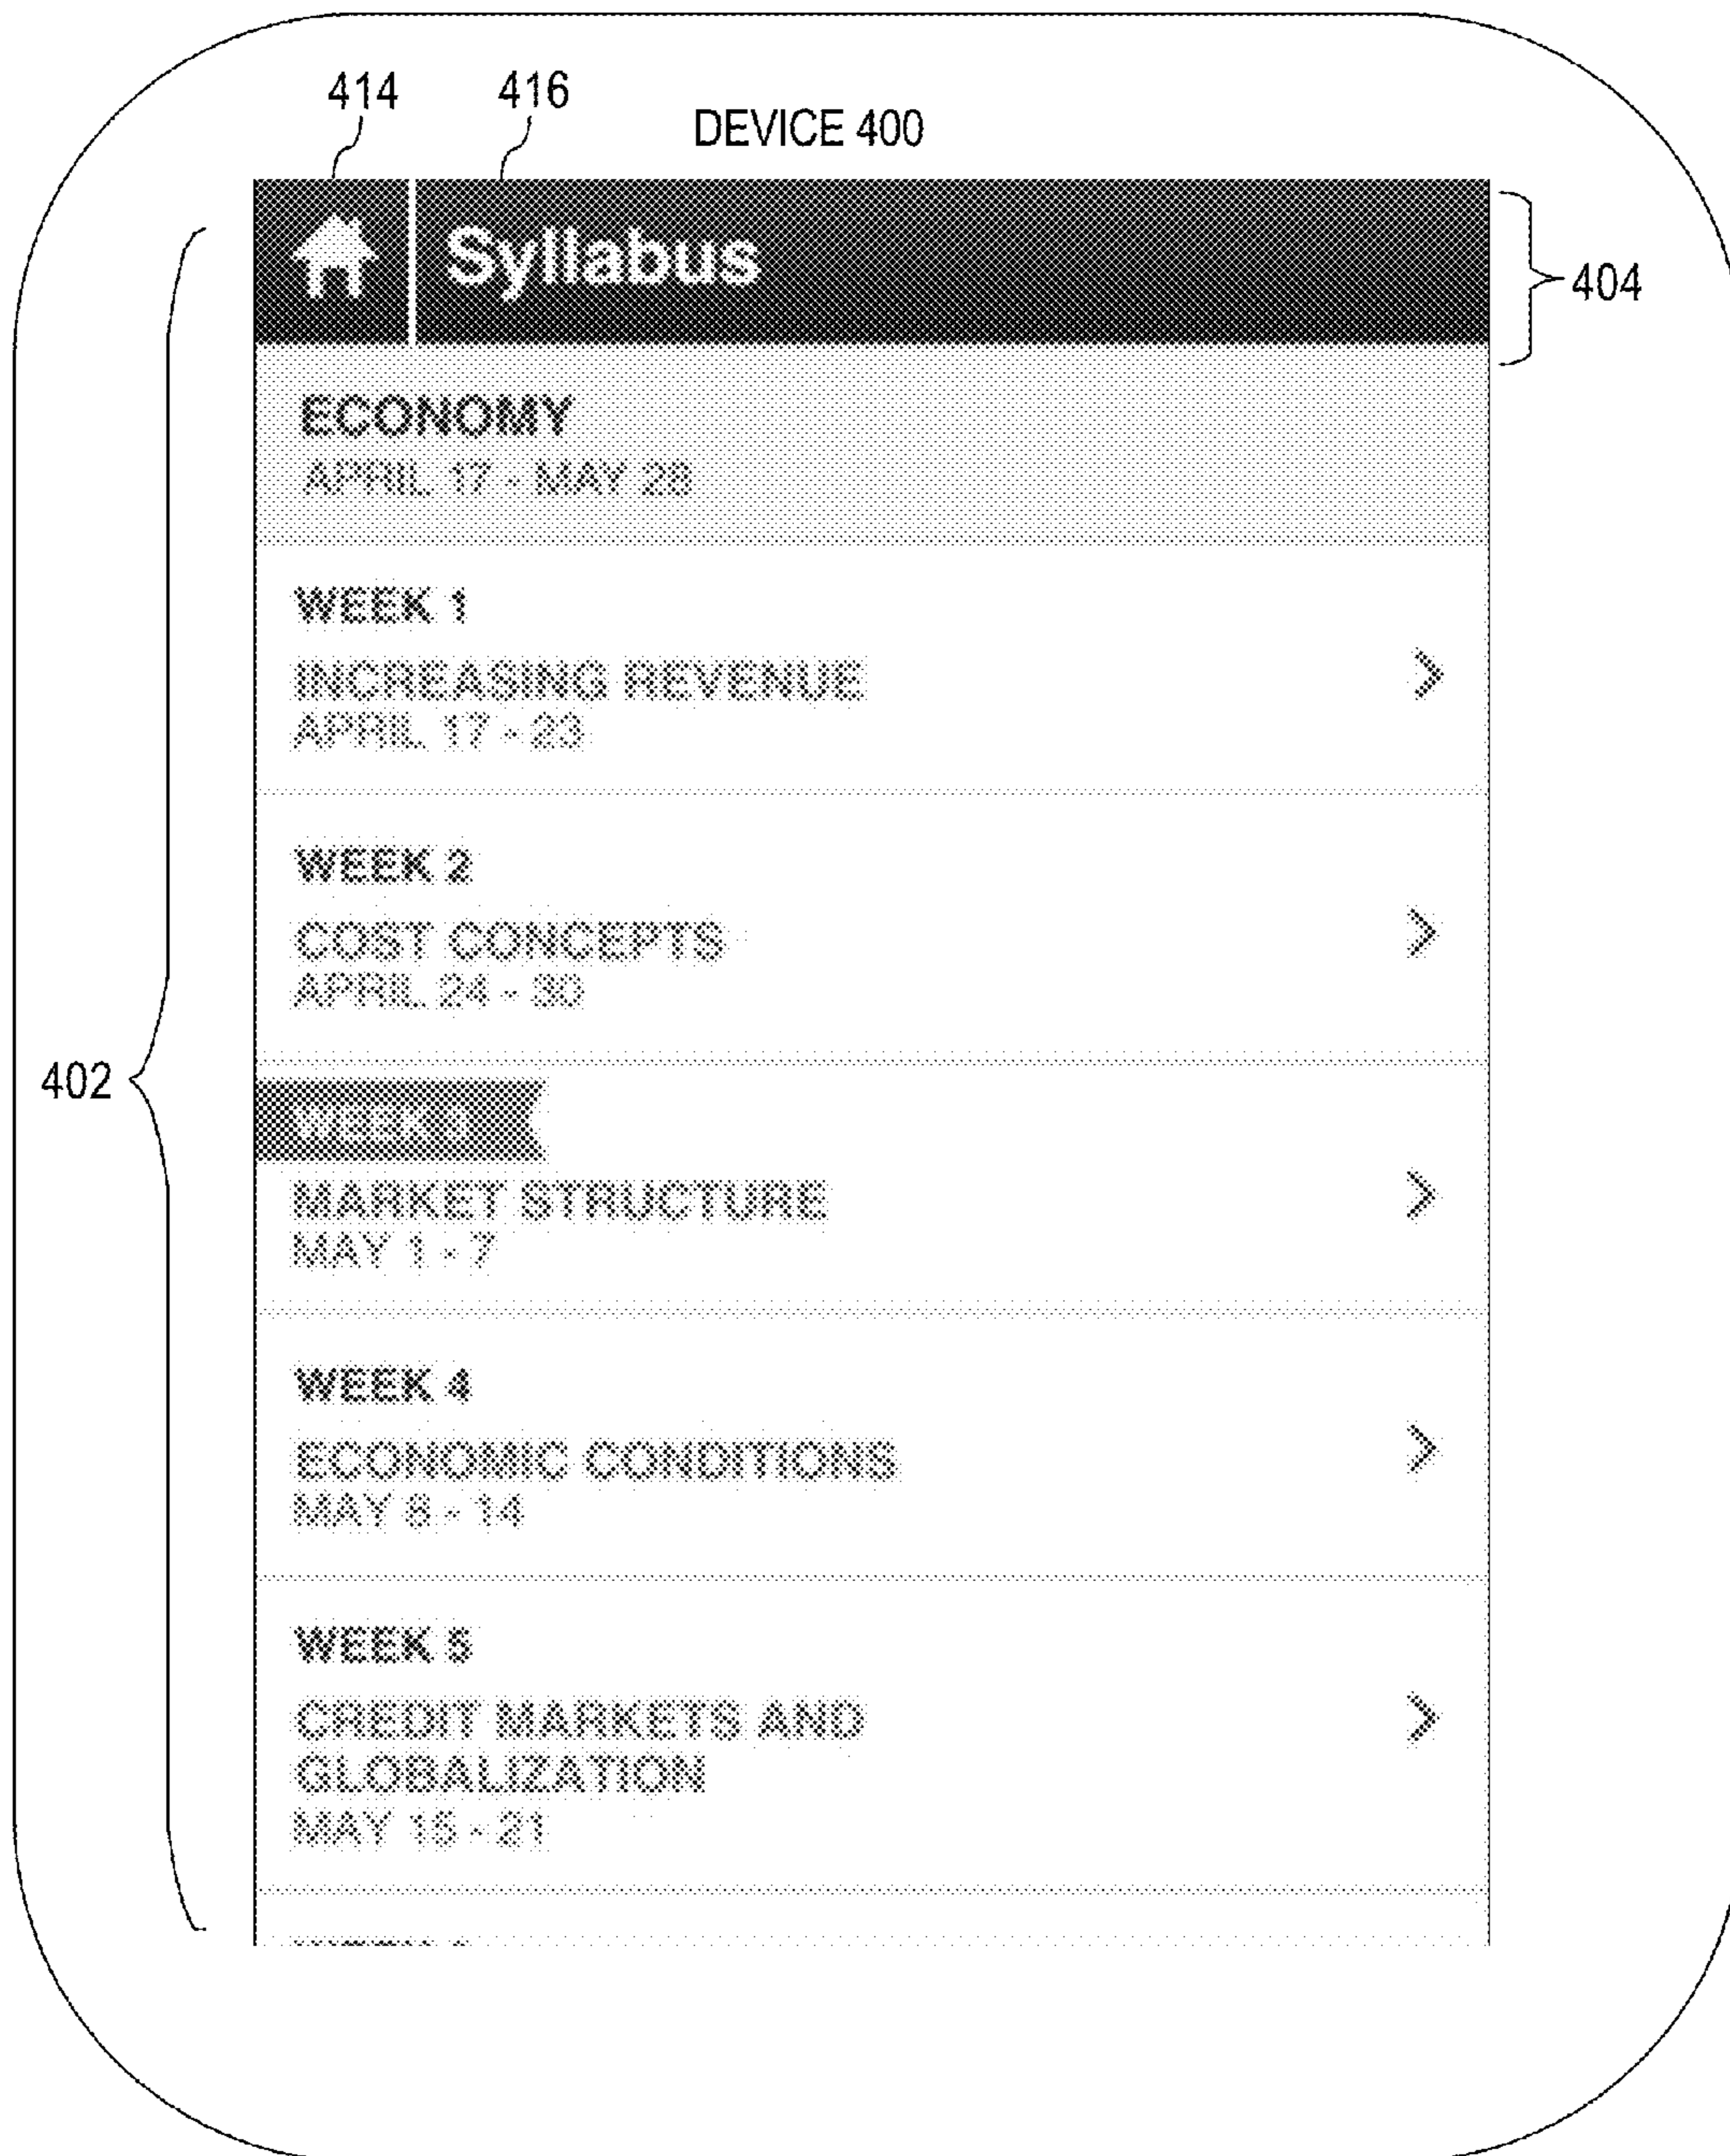 414
416
DEVICE 400
Syllabus
404
ECONOMY
APRIL 17 - MAY 28
WEEK 1
INCREASING REVENUE
APRIL 17 - 23
WEEK 2
COST CONCEPTS
APRIL 24 - 30
402
WEEK 3
MARKET STRUCTURE
MAY 1 - 7
WEEK 4
ECONOMIC CONDITIONS
MAY 8 - 14
WEEK 5
CREDIT MARKETS AND
GLOBALIZATION
MAY 15 - 21